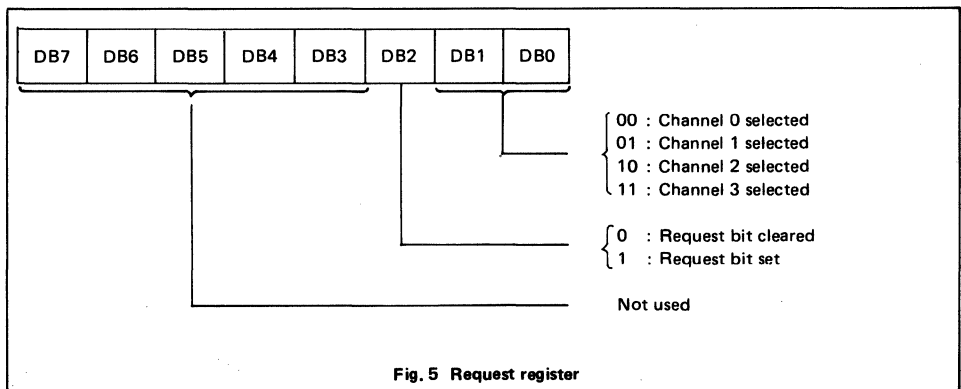 DB7 DB6 DB5 DB4 DB3 DB2 DB1 DB0
00 : Channel 0 selected
01 : Channel 1 selected
10 : Channel 2 selected
11 : Channel 3 selected
0 : Request bit cleared
1 : Request bit set
Not used
Fig. 5 Request register